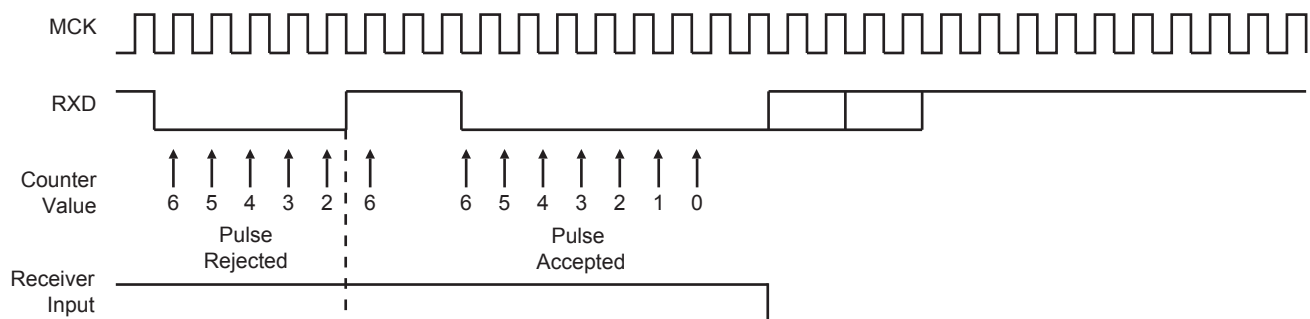 MCK
RXD
Counter
Value
6 5 4 3 2 6 6 5 4 3 2 1 0
Pulse
Rejected
Pulse
Accepted
Receiver
Input